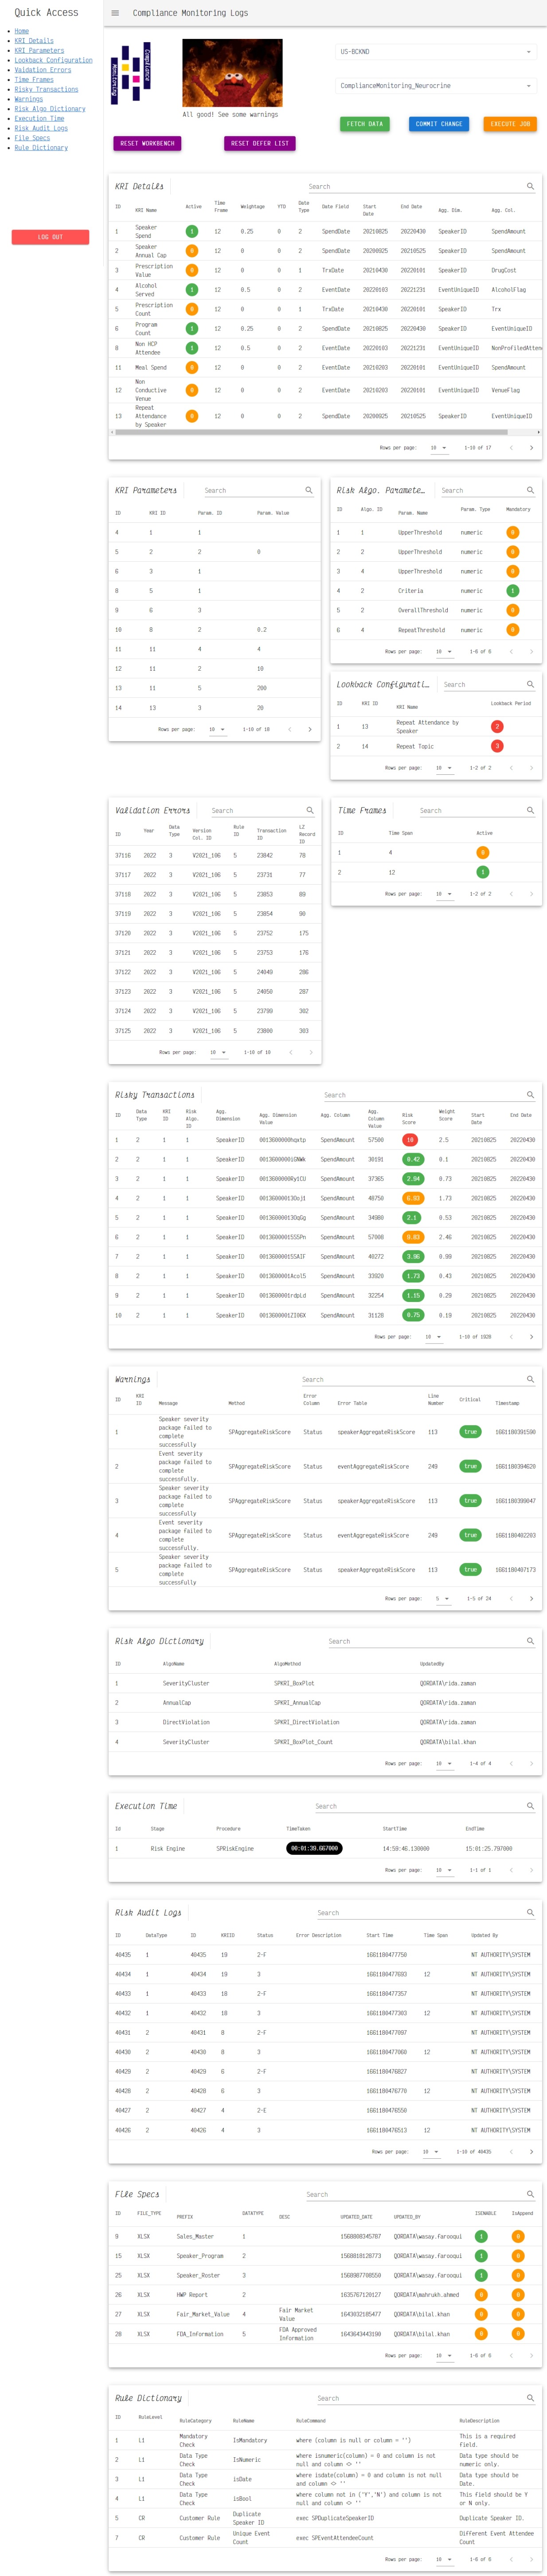 Quick Access
Compliance Monitoring Logs
Home
KRI Details
KRI Parameters
Lookback Configuration
Vaidation Errors
Time Frames
Risky Transactions
Warnings
Risk Algo Dictionary
Execution Time
Risk Audit Logs
File Specs
Rule Dictionary
LOG OUT
Compliance
Monitoring
All good! See some warnings
US-BCKND
ComplianceMonitoring_Neurocrine
FETCH DATA COMMIT CHANGE EXECUTE JOB
RESET WORKBENCH RESET DEFER LIST
KRI Details Search
ID KRI Name Active Time Frame Weightage YTD Date Type Date Field Start Date End Date Agg. Dim. Agg. Col.
1 Speaker Spend 1 12 0.25 0 2 SpendDate 20210825 20220430 SpeakerID SpendAmount
2 Speaker Annual Cap 0 12 0 0 2 SpendDate 20200925 20210525 SpeakerID SpendAmount
3 Prescription Value 0 12 0 0 1 TrxDate 20210430 20220101 SpeakerID DrugCost
4 Alcohol Served 1 12 0.5 0 2 EventDate 20220103 20221231 EventUniqueID AlcoholFlag
5 Prescription Count 0 12 0 0 1 TrxDate 20210430 20220101 SpeakerID Trx
6 Program Count 1 12 0.25 0 2 SpendDate 20210825 20220430 SpeakerID EventUniqueID
8 Non HCP Attendee 1 12 0.5 0 2 EventDate 20220103 20221231 EventUniqueID NonProfiledAttend
11 Meal Spend 0 12 0 0 2 EventDate 20210203 20220101 EventUniqueID SpendAmount
12 Non Conductive Venue 0 12 0 0 2 EventDate 20210203 20220101 EventUniqueID VenueFlag
13 Repeat Attendance by Speaker 0 12 0 0 2 SpendDate 20200925 20210525 SpeakerID EventUniqueID
Rows per page: 10 1-10 of 17
KRI Parameters Search
ID KRI ID Param. ID Param. Value
4 1 1
5 2 2 0
6 3 1
8 5 1
9 6 3
10 8 2 0.2
11 11 4 4
12 11 2 10
13 11 5 200
14 13 3 20
Rows per page: 10 1-10 of 18
Risk Algo. Paramete… Search
ID Algo. ID Param. Name Param. Type Mandatory
1 1 UpperThreshold numeric 0
2 2 UpperThreshold numeric 0
3 4 UpperThreshold numeric 0
4 2 Criteria numeric 1
5 2 OverallThreshold numeric 0
6 4 RepeatThreshold numeric 0
Rows per page: 10 1-6 of 6
Lookback Configurati… Search
ID KRI ID KRI Name Lookback Period
1 13 Repeat Attendance by Speaker 2
2 14 Repeat Topic 3
Rows per page: 10 1-2 of 2
Validation Errors Search
ID Year Data Type Version Col. ID Rule ID Transaction ID LZ Record ID
37116 2022 3 V2021_106 5 23842 78
37117 2022 3 V2021_106 5 23731 77
37118 2022 3 V2021_106 5 23853 89
37119 2022 3 V2021_106 5 23854 90
37120 2022 3 V2021_106 5 23752 175
37121 2022 3 V2021_106 5 23753 176
37122 2022 3 V2021_106 5 24049 286
37123 2022 3 V2021_106 5 24050 287
37124 2022 3 V2021_106 5 23799 302
37125 2022 3 V2021_106 5 23800 303
Rows per page: 10 1-10 of 10
Time Frames Search
ID Time Span Active
1 4 0
2 12 1
Rows per page: 10 1-2 of 2
Risky Transactions Search
ID Data Type KRI ID Risk Algo. ID Agg. Dimension Agg. Dimension Value Agg. Column Agg. Column Value Risk Score Weight Score Start Date End Date
1 2 1 1 SpeakerID SpendAmount 57500 10 2.5 20210825 20220430
2 2 1 1 SpeakerID SpendAmount 30191 0.42 0.1 20210825 20220430
3 2 1 1 SpeakerID SpendAmount 37365 2.94 0.73 20210825 20220430
4 2 1 1 SpeakerID SpendAmount 48750 6.93 1.73 20210825 20220430
5 2 1 1 SpeakerID SpendAmount 34980 2.1 0.53 20210825 20220430
6 2 1 1 SpeakerID SpendAmount 57008 9.83 2.46 20210825 20220430
7 2 1 1 SpeakerID SpendAmount 40272 3.96 0.99 20210825 20220430
8 2 1 1 SpeakerID SpendAmount 33920 1.73 0.43 20210825 20220430
9 2 1 1 SpeakerID SpendAmount 32254 1.15 0.29 20210825 20220430
10 2 1 1 SpeakerID SpendAmount 31128 0.75 0.19 20210825 20220430
Rows per page: 10 1-10 of 1928
Warnings Search
ID KRI ID Message Method Error Column Error Table Line Number Critical Timestamp
1 Speaker severity package failed to complete successfully SPAggregateRiskScore Status speakerAggregateRiskScore 113 true 1661180391590
2 Event severity package failed to complete successfully. SPAggregateRiskScore Status eventAggregateRiskScore 249 true 1661180394620
3 Speaker severity package failed to complete successfully SPAggregateRiskScore Status speakerAggregateRiskScore 113 true 1661180399047
4 Event severity package failed to complete successfully. SPAggregateRiskScore Status eventAggregateRiskScore 249 true 1661180402203
5 Speaker severity package failed to complete successfully SPAggregateRiskScore Status speakerAggregateRiskScore 113 true 1661180407173
Rows per page: 5 1-5 of 24
Risk Algo Dictionary Search
ID AlgoName AlgoMethod UpdatedBy
1 SeverityCluster SPKRI_BoxPlot QORDATA\rida.zaman
2 AnnualCap SPKRI_AnnualCap QORDATA\rida.zaman
3 DirectViolation SPKRI_DirectViolation QORDATA\rida.zaman
4 SeverityCluster SPKRI_BoxPlot_Count QORDATA\bilal.khan
Rows per page: 10 1-4 of 4
Execution Time Search
Id Stage Procedure TimeTaken StartTime EndTime
1 Risk Engine SPRiskEngine 00:01:39.667000 14:59:46.130000 15:01:25.797000
Rows per page: 10 1-1 of 1
Risk Audit Logs Search
ID DataType ID KRIID Status Error Description Start Time Time Span Updated By
40435 1 40435 19 2-F 1661180477750 NT AUTHORITY\SYSTEM
40434 1 40434 19 3 1661180477693 12 NT AUTHORITY\SYSTEM
40433 1 40433 18 2-F 1661180477357 NT AUTHORITY\SYSTEM
40432 1 40432 18 3 1661180477303 12 NT AUTHORITY\SYSTEM
40431 2 40431 8 2-F 1661180477097 NT AUTHORITY\SYSTEM
40430 2 40430 8 3 1661180477060 12 NT AUTHORITY\SYSTEM
40429 2 40429 6 2-F 1661180476827 NT AUTHORITY\SYSTEM
40428 2 40428 6 3 1661180476770 12 NT AUTHORITY\SYSTEM
40427 2 40427 4 2-E 1661180476550 NT AUTHORITY\SYSTEM
40426 2 40426 4 3 1661180476513 12 NT AUTHORITY\SYSTEM
Rows per page: 10 1-10 of 40435
File Specs Search
ID FILE_TYPE PREFIX DATATYPE DESC UPDATED_DATE UPDATED_BY ISENABLE IsAppend
9 XLSX Sales_Master 1 1568808345787 QORDATA\wasay.farooqui 1 0
15 XLSX Speaker_Program 2 1568818128773 QORDATA\wasay.farooqui 1 0
25 XLSX Speaker_Roster 3 1568987708550 QORDATA\wasay.farooqui 1 0
26 XLSX HWP Report 2 1635767120127 QORDATA\mahrukh.ahmed 0 0
27 XLSX Fair_Market_Value 4 Fair Market Value 1643032185477 QORDATA\bilal.khan 0 0
28 XLSX FDA_Information 5 FDA Approved Information 1643643443190 QORDATA\bilal.khan 0 0
Rows per page: 10 1-6 of 6
Rule Dictionary Search
ID RuleLevel RuleCategory RuleName RuleCommand RuleDescription
1 L1 Mandatory Check IsMandatory where (column is null or column = '') This is a required field.
2 L1 Data Type Check IsNumeric where isnumeric(column) = 0 and column is not null and column <> '' Data type should be numeric only.
3 L1 Data Type Check isDate where isdate(column) = 0 and column is not null and column <> '' Data type should be Date.
4 L1 Data Type Check isBool where column not in ('Y','N') and column is not null and column <> '' This field should be Y or N only.
5 CR Customer Rule Duplicate Speaker ID exec SPDuplicateSpeakerID Duplicate Speaker ID.
7 CR Customer Rule Unique Event Count exec SPEventAttendeeCount Different Event Attendee Count
Rows per page: 10 1-6 of 6